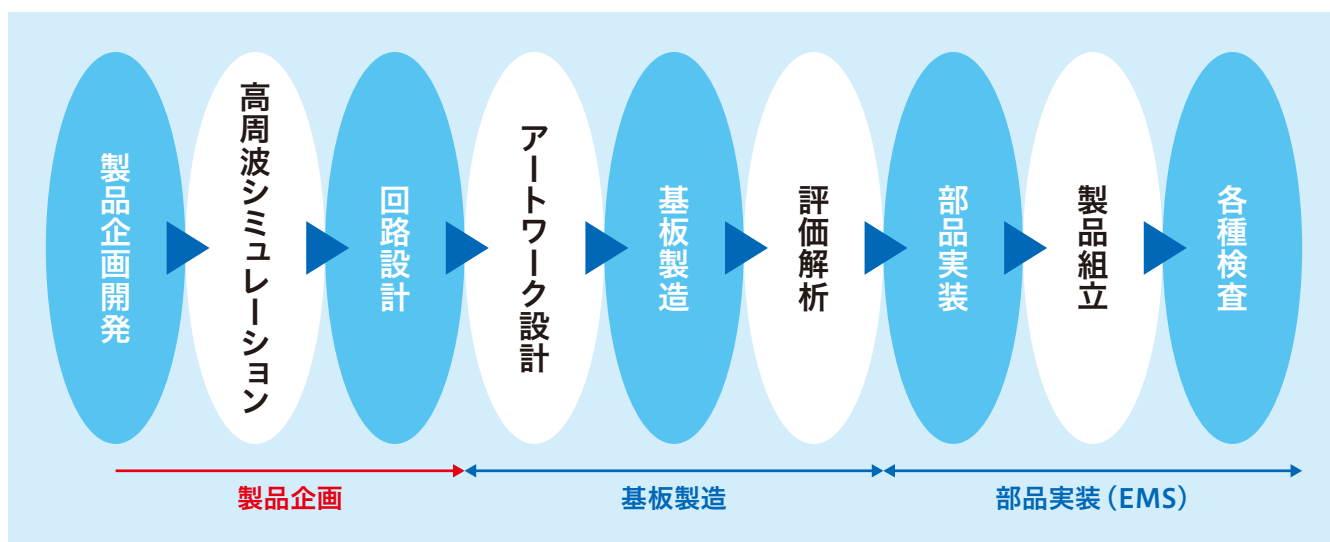 製品企画開発
高周波シミュレーション
回路設計
アートワーク設計
基板製造
評価解析
部品実装
製品組立
各種検査
製品企画
基板製造
部品実装（EMS）